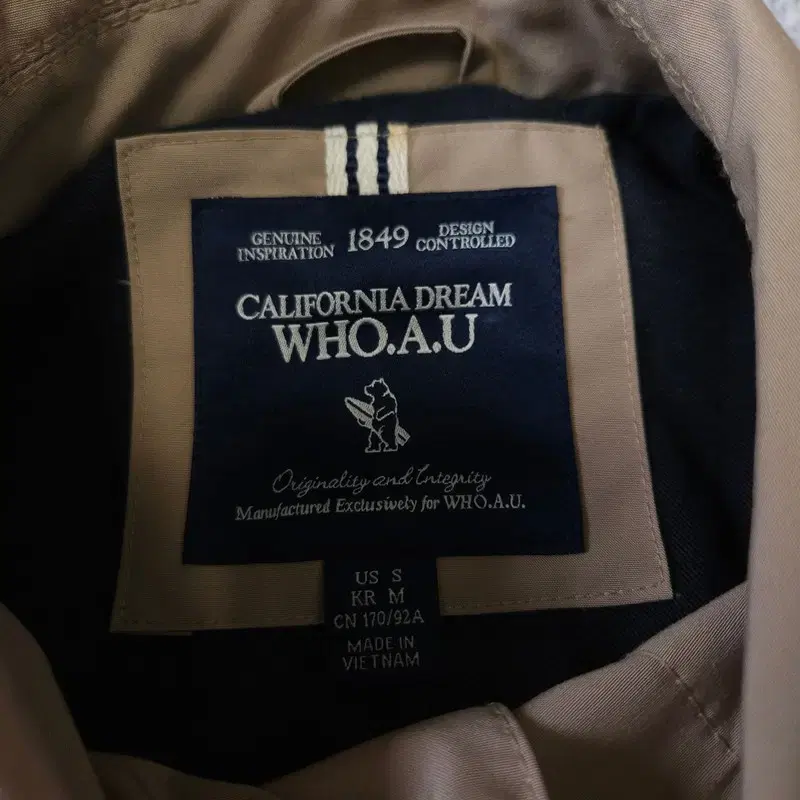 GENUINE INSPIRATION 1849 DESIGN CONTROLLED
CALIFORNIA DREAM
WHO.A.U
Originality and Integrity
Manufactured Exclusively for WHO.A.U.
US S
KR M
CN 170/92A
MADE IN
VIETNAM